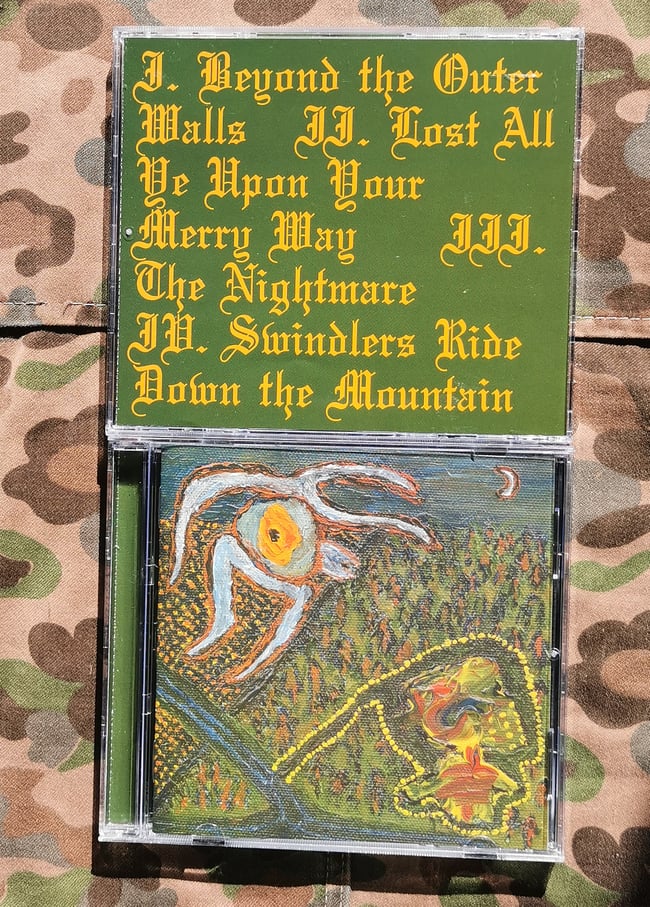 I. Beyond the Outer
Walls II. Lost All
Ye Upon Your
Merry Way III.
The Nightmare
IV. Swindlers Ride
Down the Mountain